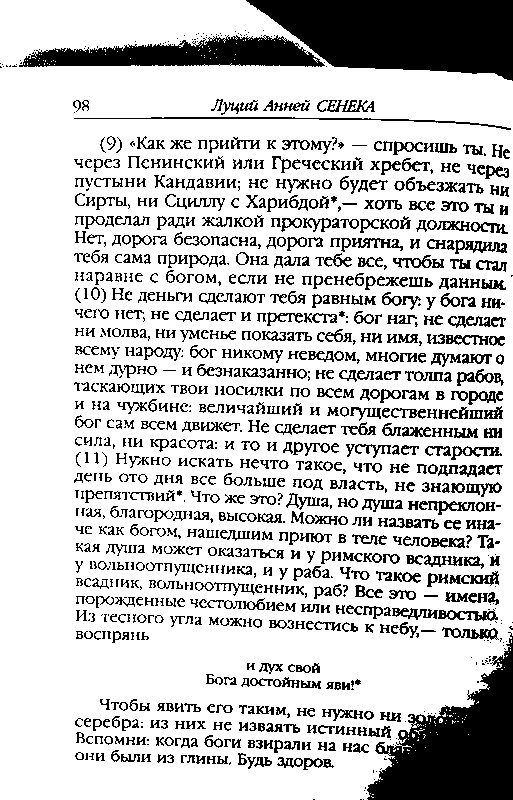 98 Луций Анней СЕНЕКА
(9) «Как же прийти к этому?» — спросишь ты. Не
через Пенинский или Греческий хребет, не через
пустыни Кандавии; не нужно будет объезжать ни
Сирты, ни Сциллу с Харибдой*,— хоть все это ты и
проделал ради жалкой прокураторской должности.
Нет, дорога безопасна, дорога приятна, и снарядила
тебя сама природа. Она дала тебе все, чтобы ты стал
наравне с богом, если не пренебрежешь данным.
(10) Не деньги сделают тебя равным богу: у бога ни-
чего нет; не сделает и претекста*: бог наг; не сделает
ни молва, ни уменье показать себя, ни имя, известное
всему народу: бог никому неведом, многие думают о
нем дурно — и безнаказанно; не сделает толпа рабов,
таскающих твои носилки по всем дорогам в городе
и на чужбине: величайший и могущественнейший
бог сам всем движет. Не сделает тебя блаженным ни
сила, ни красота: и то и другое уступает старости.
(11) Нужно искать нечто такое, что не подпадает
день ото дня все больше под власть, не знающую
препятствий*. Что же это? Душа, но душа непреклон-
ная, благородная, высокая. Можно ли назвать ее ина-
че как богом, нашедшим приют в теле человека? Та-
кая душа может оказаться и у римского всадника, и
у вольноотпущенника, и у раба. Что такое римский
всадник, вольноотпущенник, раб? Все это — имена,
порожденные честолюбием или несправедливостью.
Из тесного угла можно вознестись к небу,— только
воспрянь
и дух свой
Бога достойным яви!*
Чтобы явить его таким, не нужно ни
серебра: из них не изваять истинный
Вспомни: когда боги взирали на нас
они были из глины. Будь здоров.